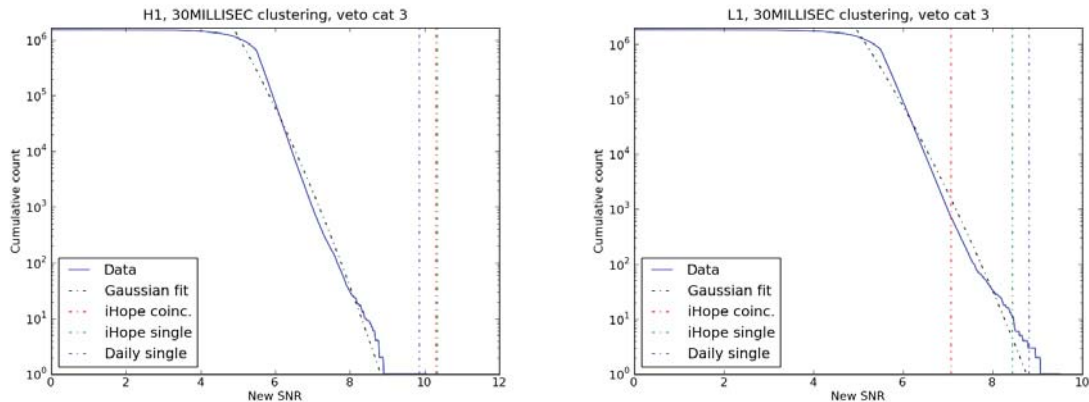 H1, 30MILLISEC clustering, veto cat 3
Cumulative count
10^6
10^5
10^4
10^3
10^2
10^1
10^0
Data
Gaussian fit
iHope coinc.
iHope single
Daily single
0 2 4 6 8 10 12
New SNR
L1, 30MILLISEC clustering, veto cat 3
Cumulative count
10^6
10^5
10^4
10^3
10^2
10^1
10^0
Data
Gaussian fit
iHope coinc.
iHope single
Daily single
0 2 4 6 8 10
New SNR